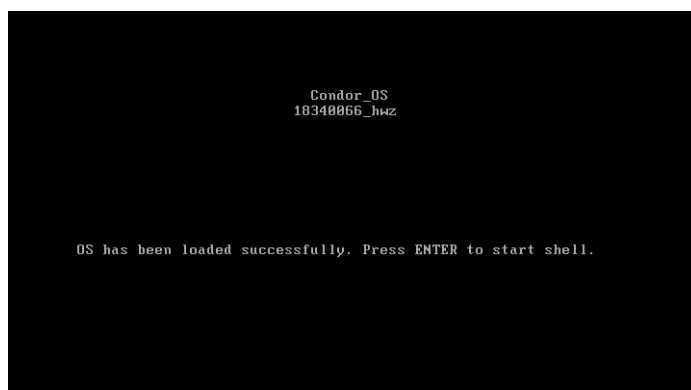 Condor_OS
18340066_hwz
OS has been loaded successfully. Press ENTER to start shell.